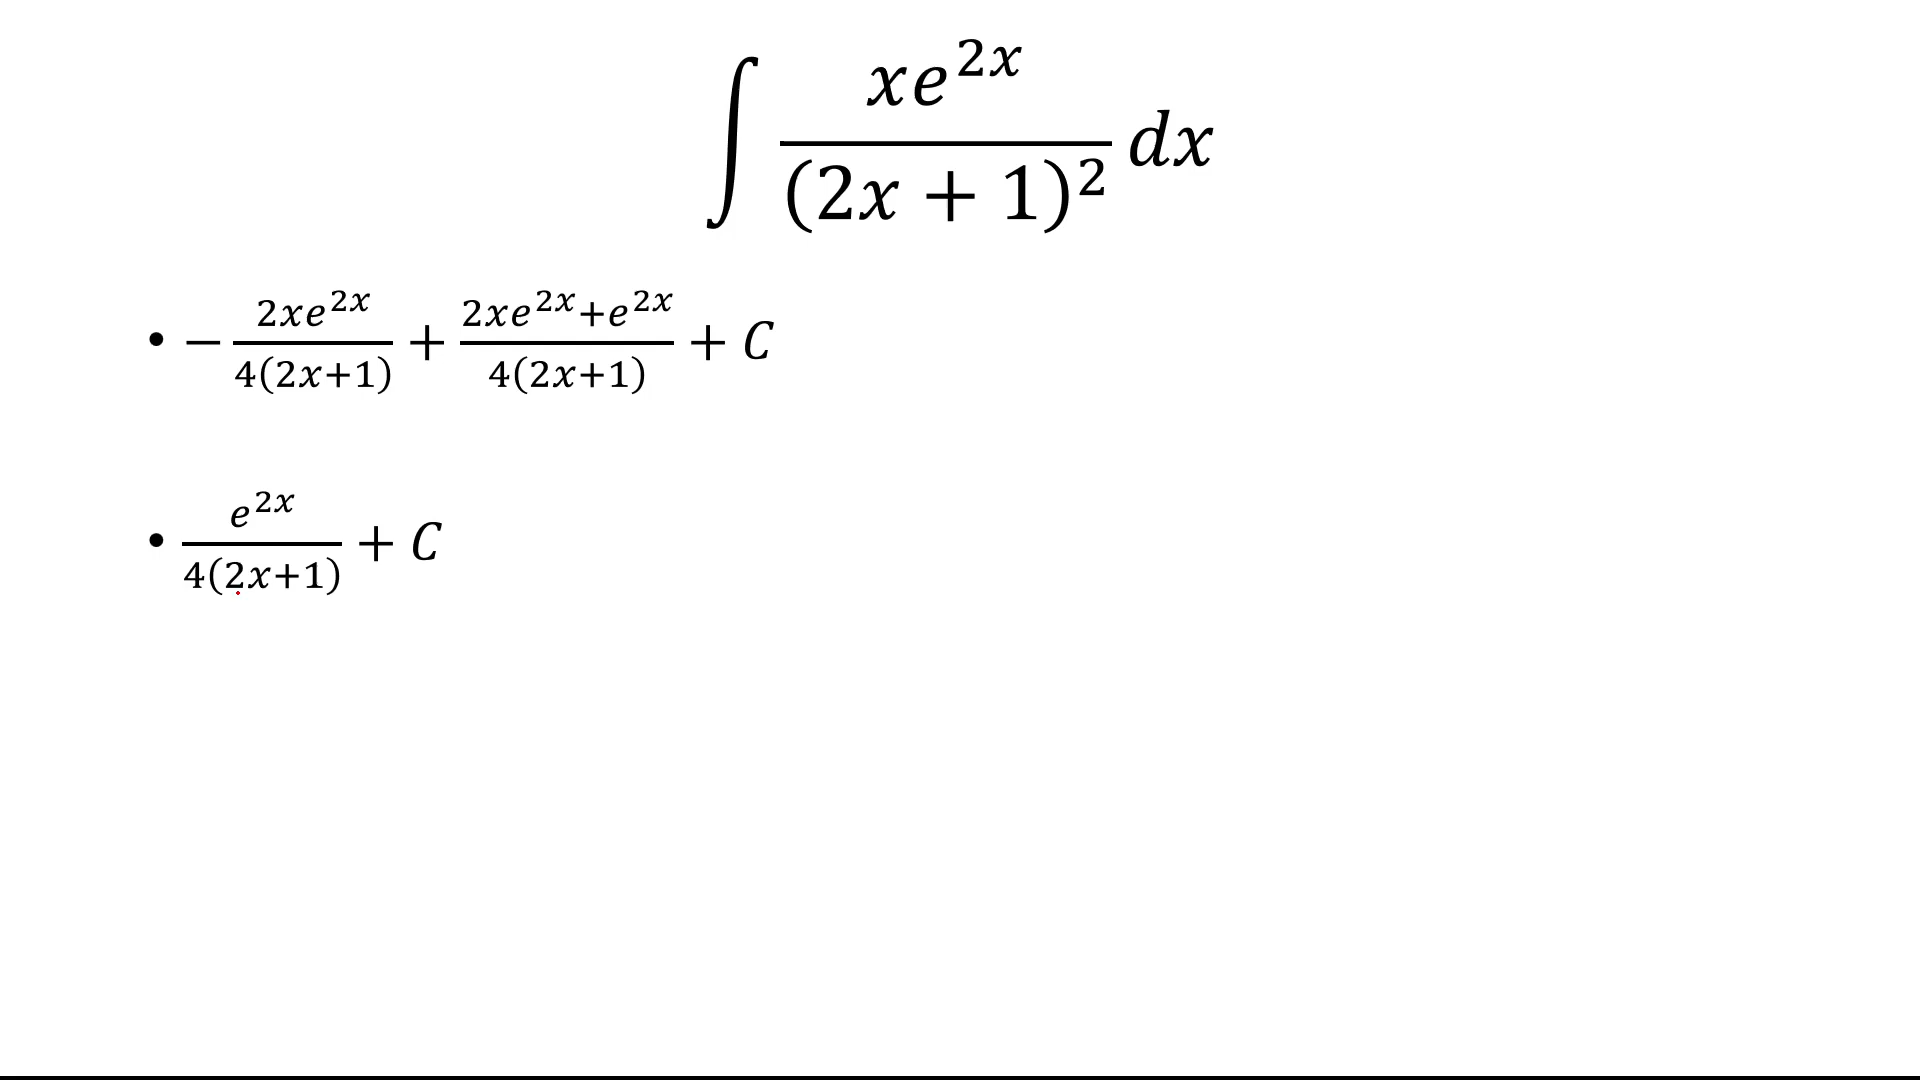 ∫ xe^{2x}/(2x + 1)^2 dx
• − 2xe^{2x}/4(2x+1) + 2xe^{2x}+e^{2x}/4(2x+1) + C
• e^{2x}/4(2x+1) + C